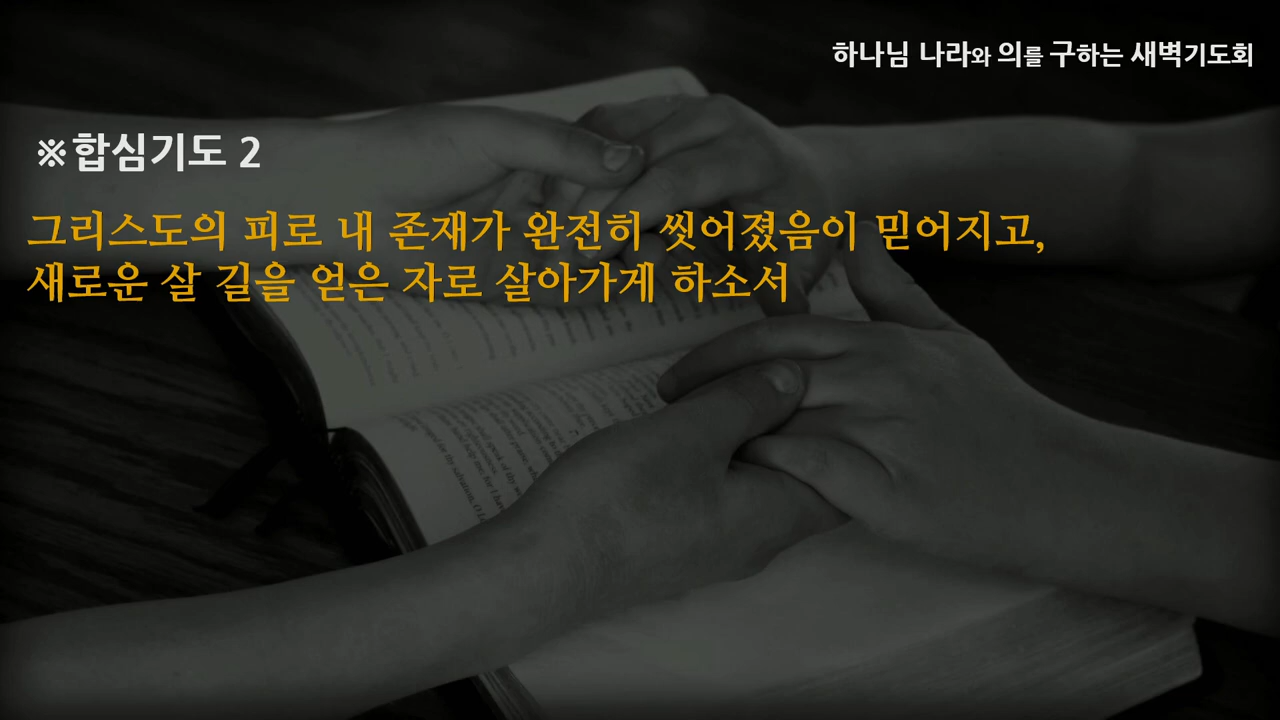 하나님 나라와 의를 구하는 새벽기도회
※합심기도 2
그리스도의 피로 내 존재가 완전히 씻어졌음이 믿어지고,
새로운 살 길을 얻은 자로 살아가게 하소서